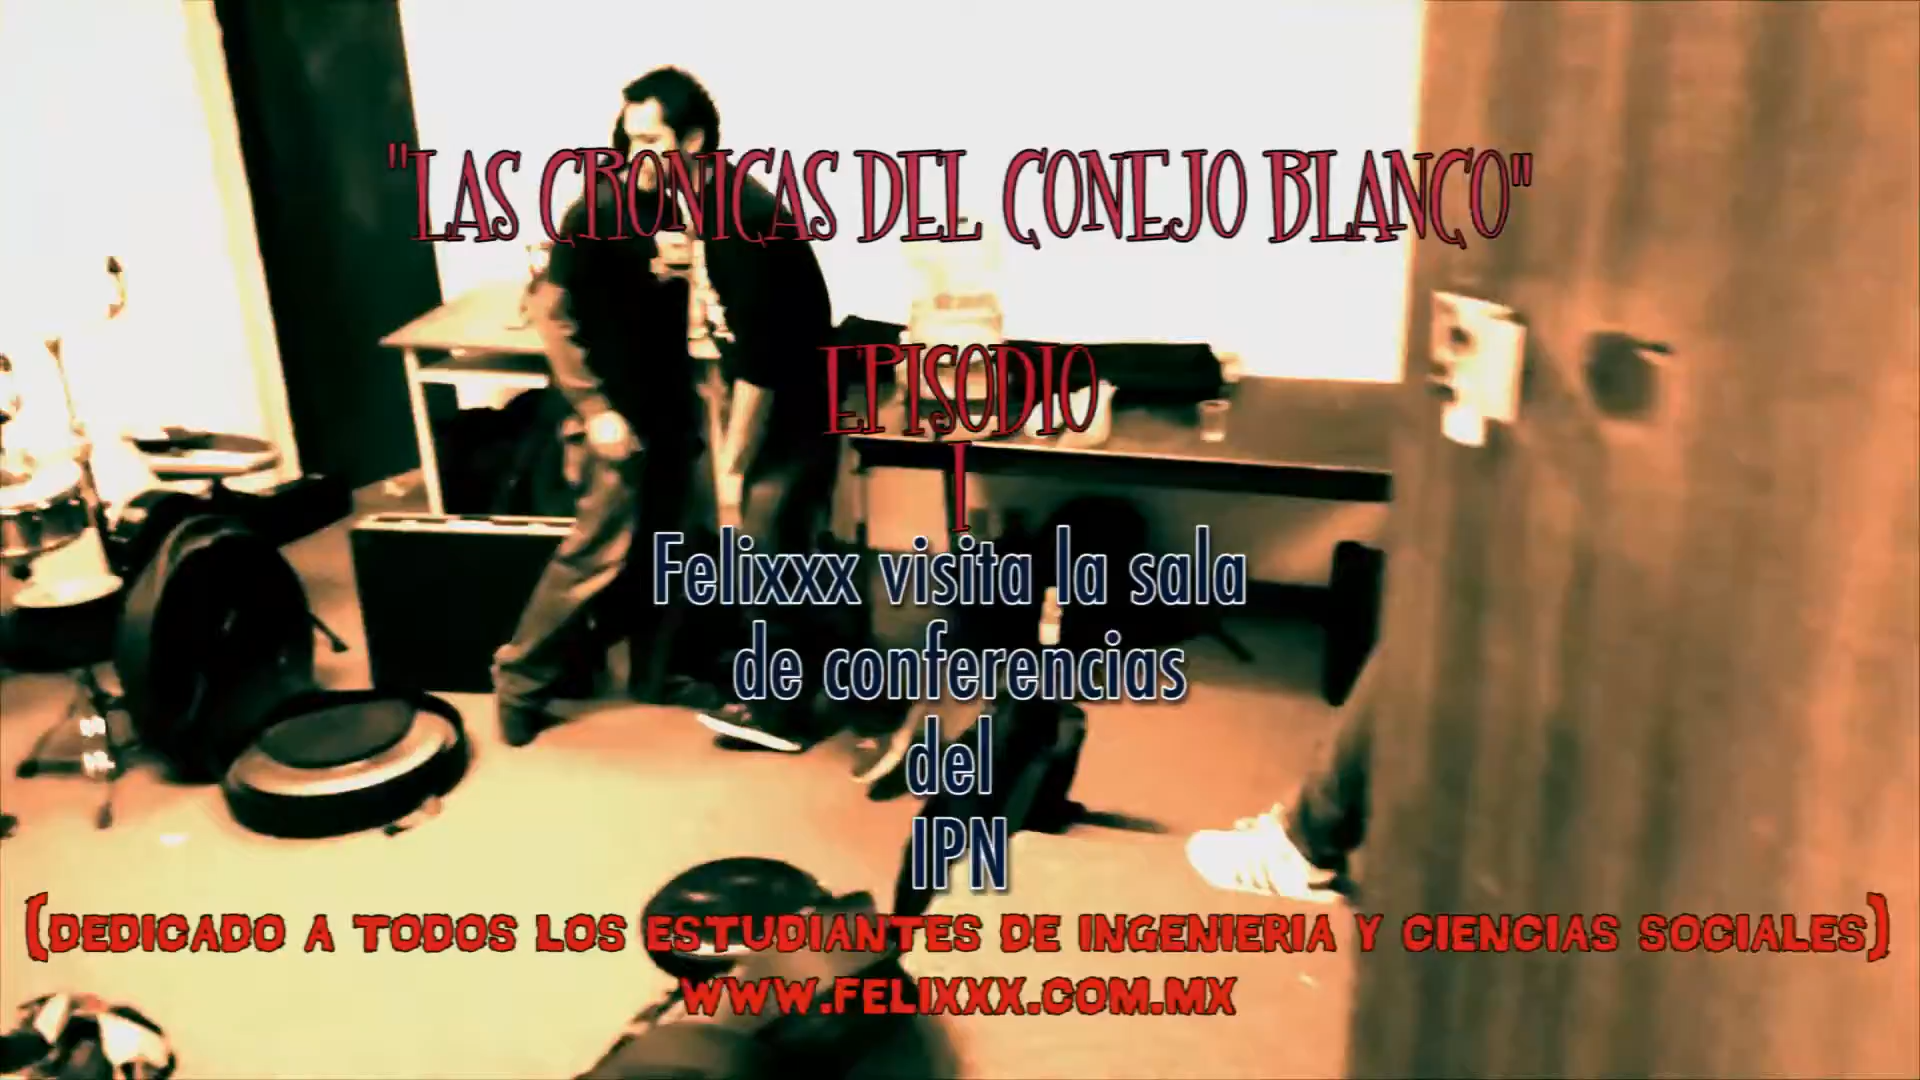 "LAS CRONICAS DEL CONEJO BLANCO"
EPISODIO
I
Felixxx visita la sala
de conferencias
del
IPN
(DEDICADO A TODOS LOS ESTUDIANTES DE INGENIERIA Y CIENCIAS SOCIALES)
WWW.FELIXXX.COM.MX